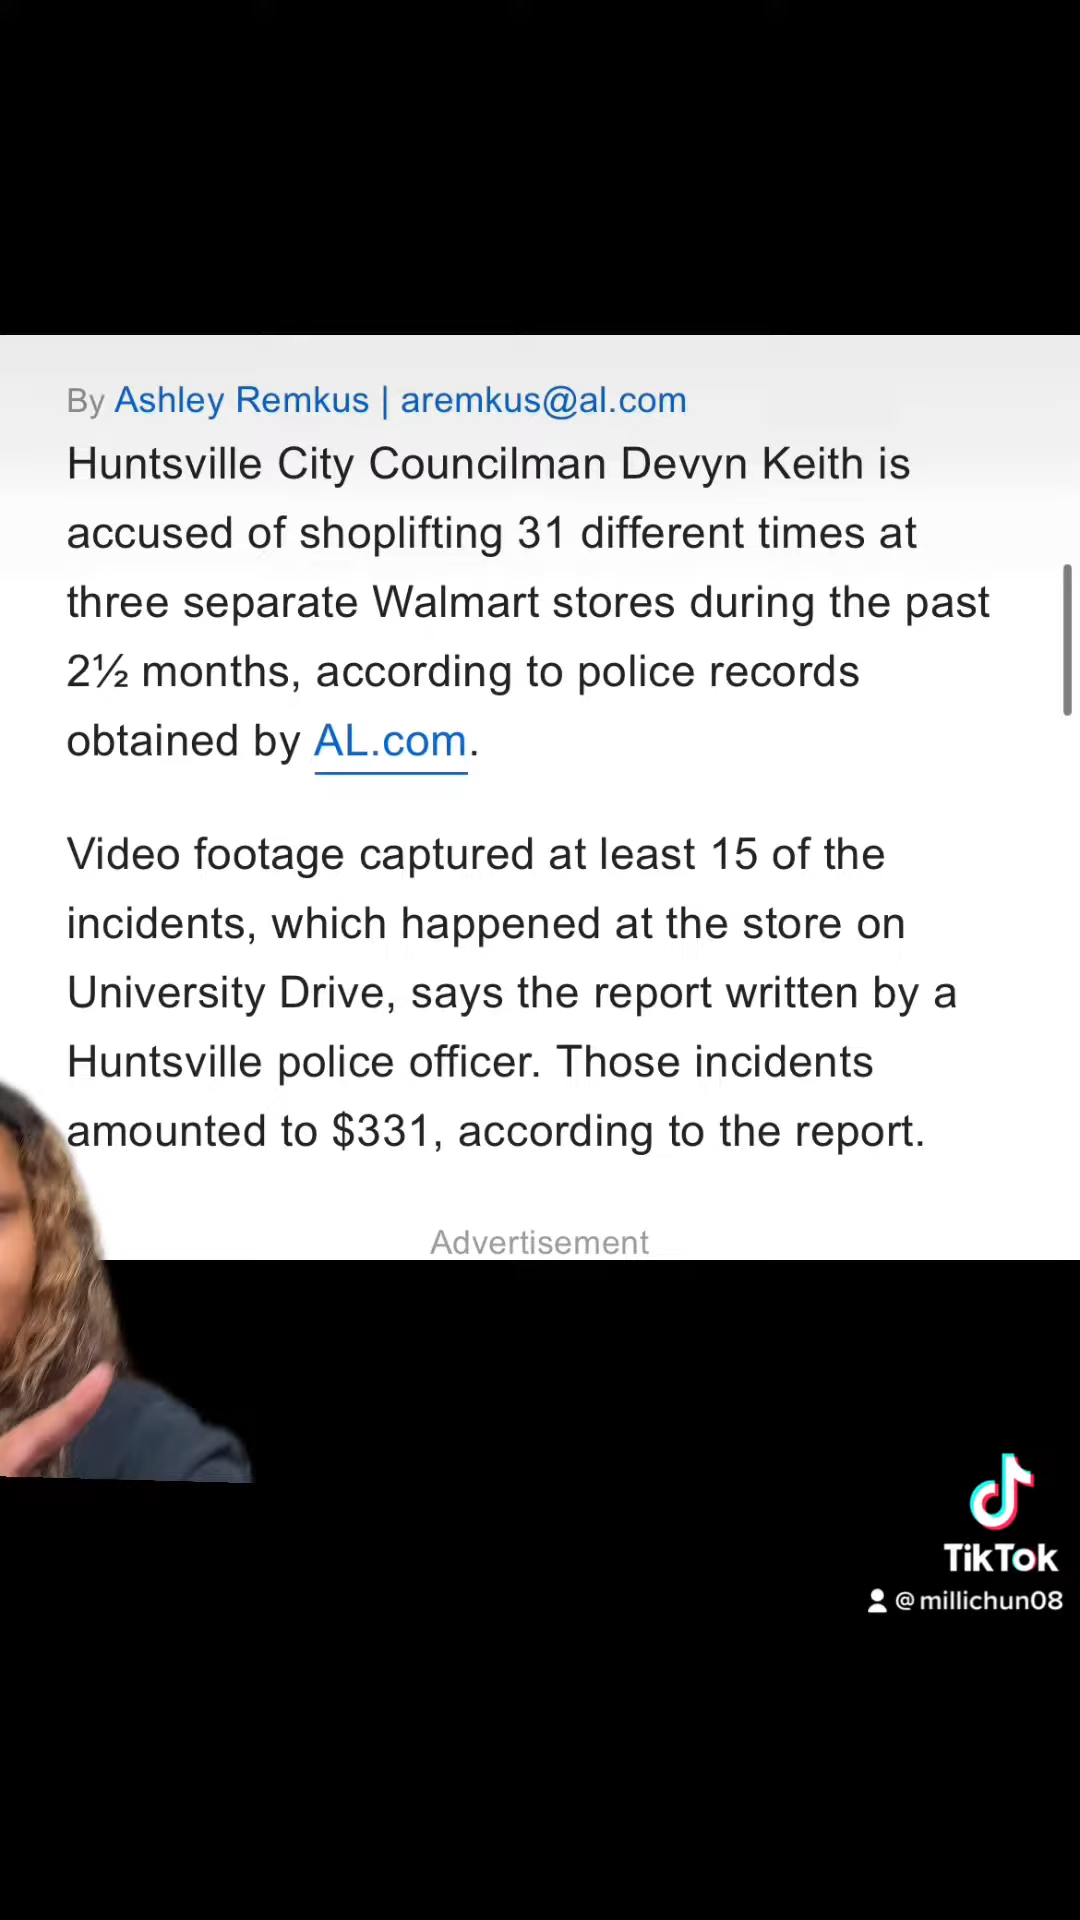 By Ashley Remkus | aremkus@al.com
Huntsville City Councilman Devyn Keith is
accused of shoplifting 31 different times at
three separate Walmart stores during the past
2½ months, according to police records
obtained by AL.com.
Video footage captured at least 15 of the
incidents, which happened at the store on
University Drive, says the report written by a
Huntsville police officer. Those incidents
amounted to $331, according to the report.
Advertisement
TikTok
@millichun08